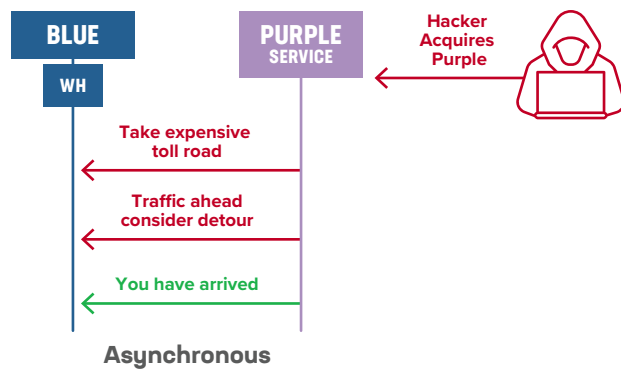 BLUE
WH
PURPLE
SERVICE
Hacker
Acquires
Purple
Take expensive
toll road
Traffic ahead
consider detour
You have arrived
Asynchronous